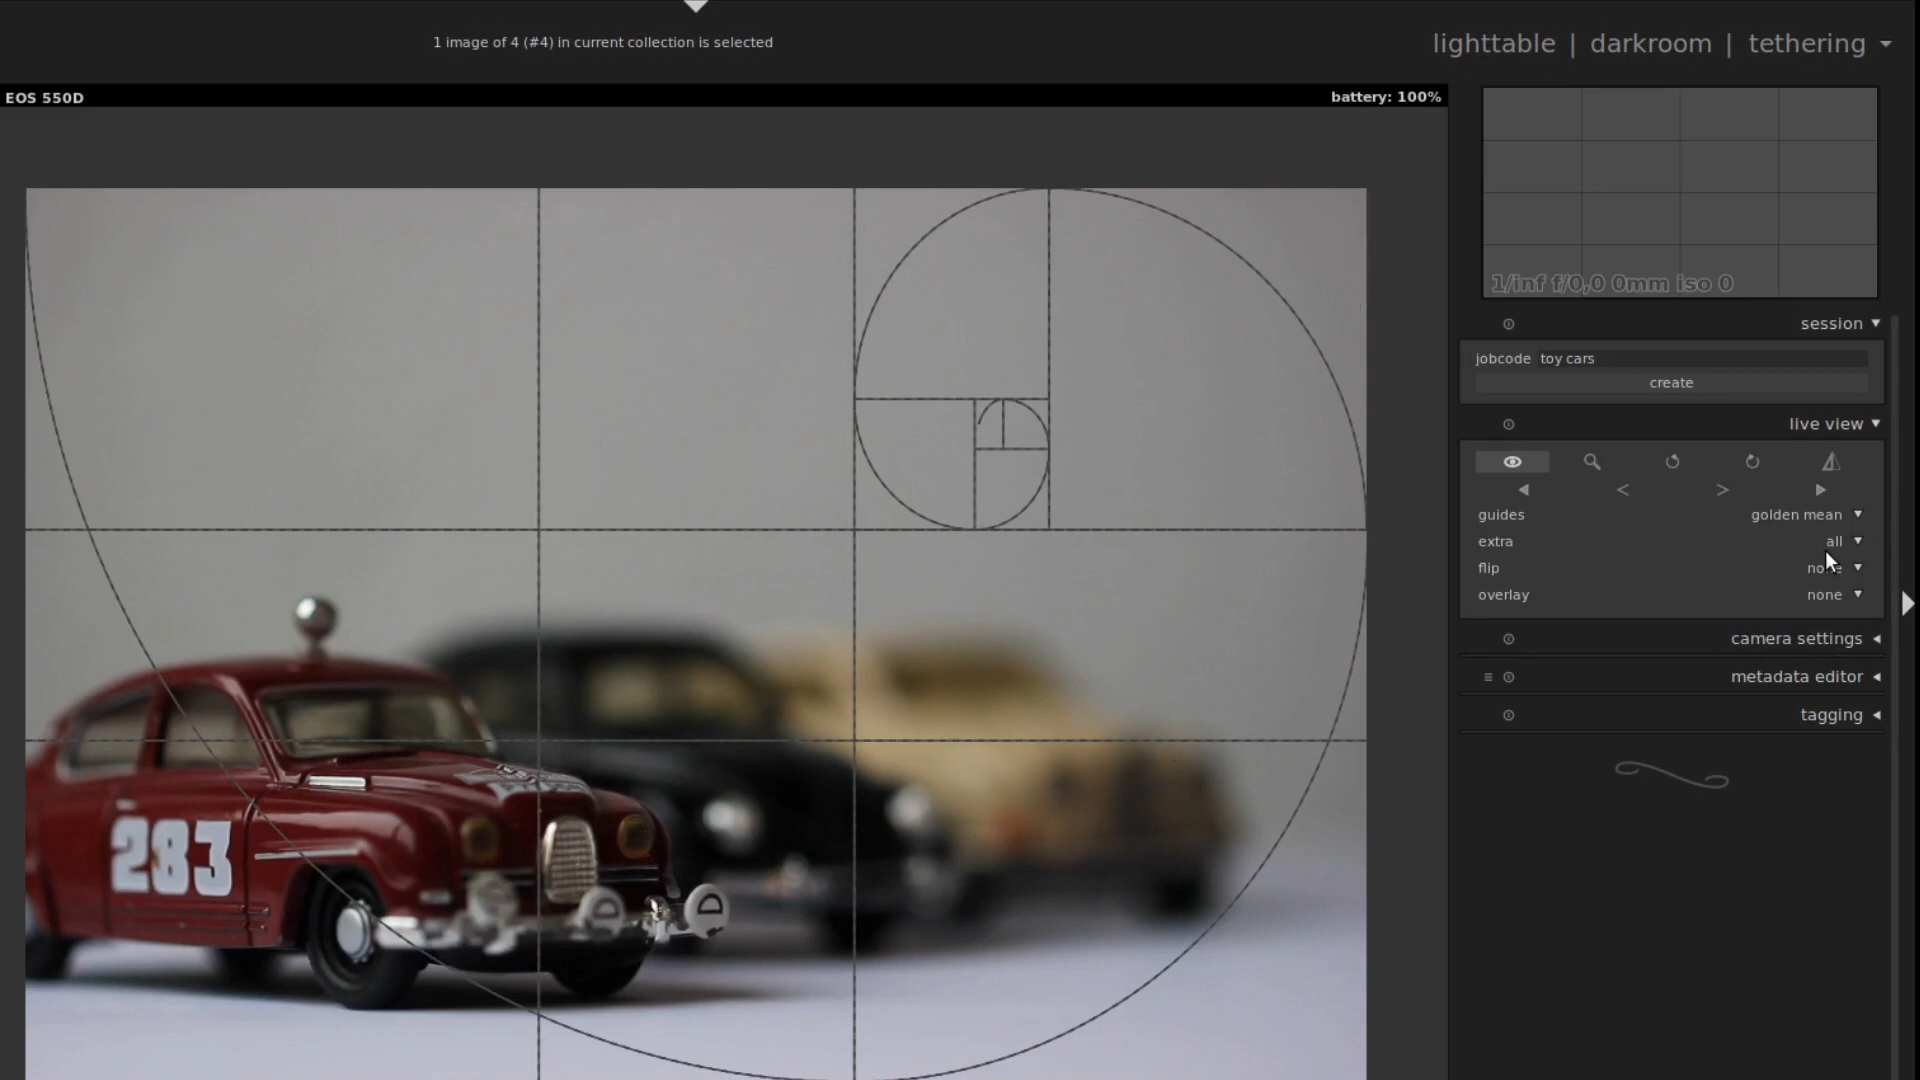 1 image of 4 (#4) in current collection is selected
lighttable | darkroom | tethering
EOS 550D
battery: 100%
1/inf f/0,0 0mm iso 0
session
jobcode toy cars
create
live view
guides golden mean
extra all
flip none
overlay none
camera settings
metadata editor
tagging
283
D
D